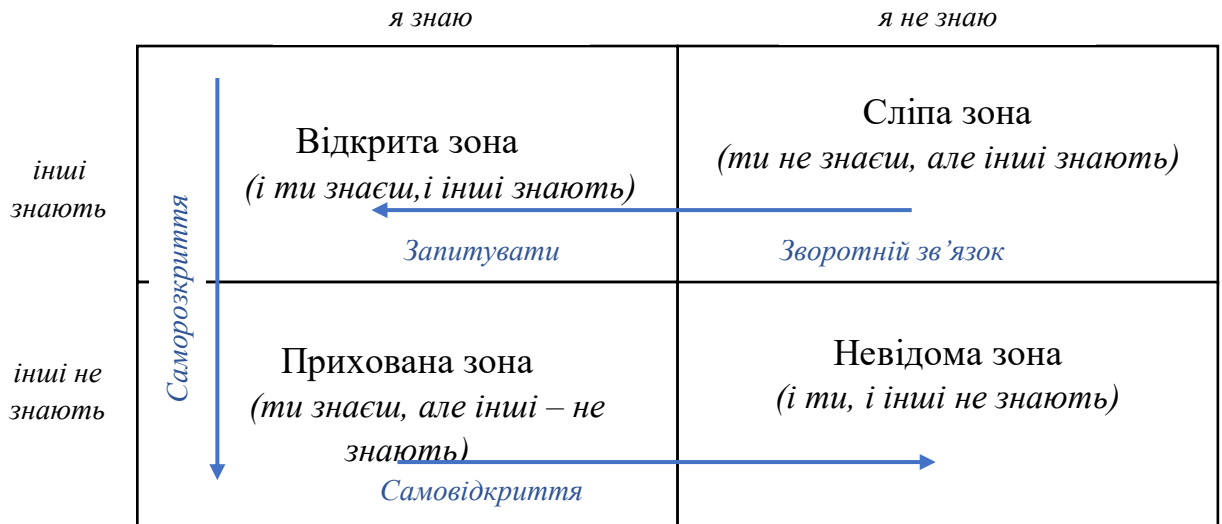 я знаю
я не знаю
інші
знають
Відкрита зона
(і ти знаєш,і інші знають)
Сліпа зона
(ти не знаєш, але інші знають)
Запитувати
Зворотній зв’язок
Саморозкриття
інші не
знають
Прихована зона
(ти знаєш, але інші – не
знають)
Невідома зона
(і ти, і інші не знають)
Самовідкриття